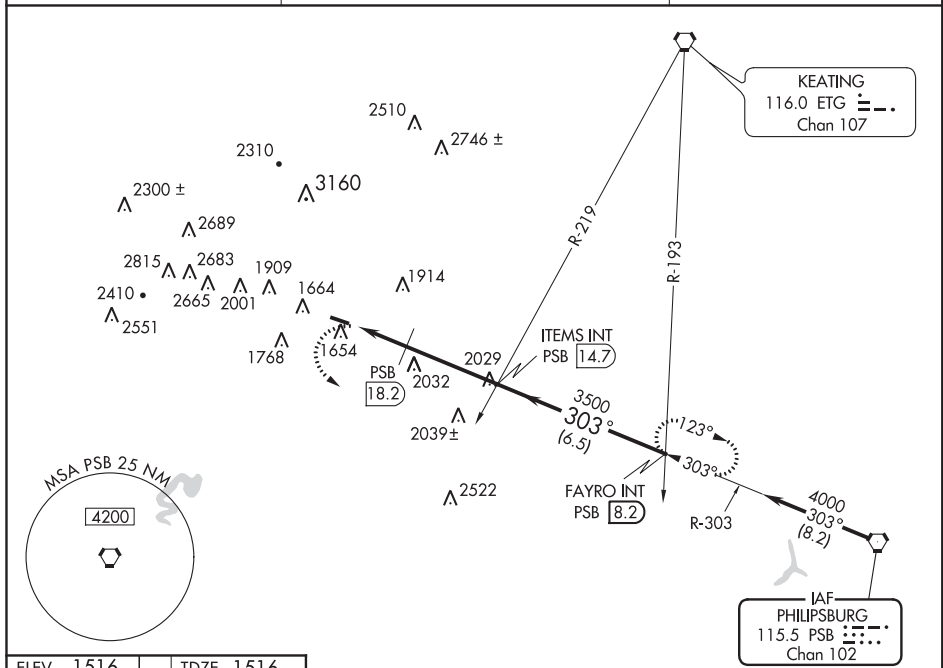 KEATING
116.0 ETG
Chan 107
2510
2746 ±
2310
3160
2300 ±
2689
R-219
R-193
2815
2683
1909
1914
2410
2665
2001
1664
2551
1768
1654
ITEMS INT
PSB 14.7
PSB
18.2
2032
2029
3500
303°
(6.5)
2039±
123°
303°
2522
FAYRO INT
PSB 8.2
R-303
4000
303°
(8.2)
MSA PSB 25 NM
4200
IAF
PHILIPSBURG
115.5 PSB
Chan 102
ELEV 1516
TDZE 1516